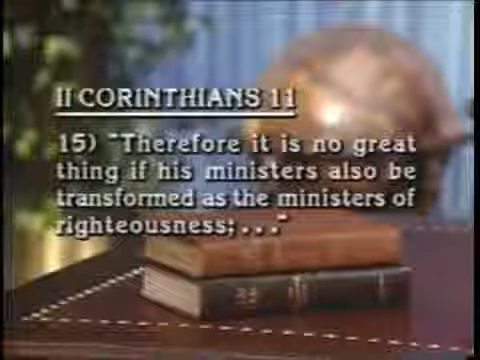 II CORINTHIANS 11
15) "Therefore it is no great
thing if his ministers also be
transformed as the ministers of
righteousness; . . ."